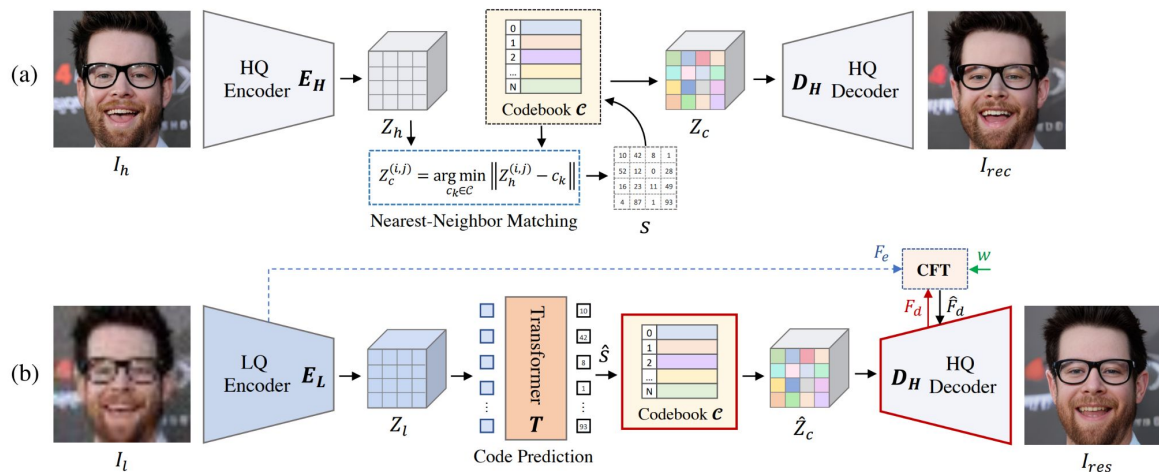 (a)
I_h
HQ
Encoder
E_H
Z_h
0
1
2
...
N
Codebook C
Z_c
D_H
HQ
Decoder
I_rec
Z_c^(i,j) = arg min_{c_k∈C} ‖Z_h^(i,j) − c_k‖
Nearest-Neighbor Matching
10 42 8 1
52 12 0 28
16 23 11 49
4 87 1 93
s
(b)
I_l
LQ
Encoder
E_L
Z_l
Transformer
T
Code Prediction
10
42
8
1
⋮
93
ŝ
0
1
2
...
N
Codebook C
Ẑ_c
F_e
CFT
w
F_d
F̂_d
D_H
HQ
Decoder
I_res